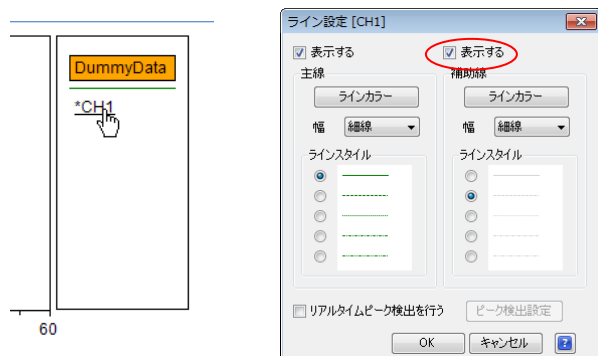 DummyData
*CH1
60
ライン設定 [CH1]
表示する
表示する
主線
補助線
ラインカラー
ラインカラー
幅 細線
幅 細線
ラインスタイル
ラインスタイル
リアルタイムピーク検出を行う
ピーク検出設定
OK
キャンセル
?